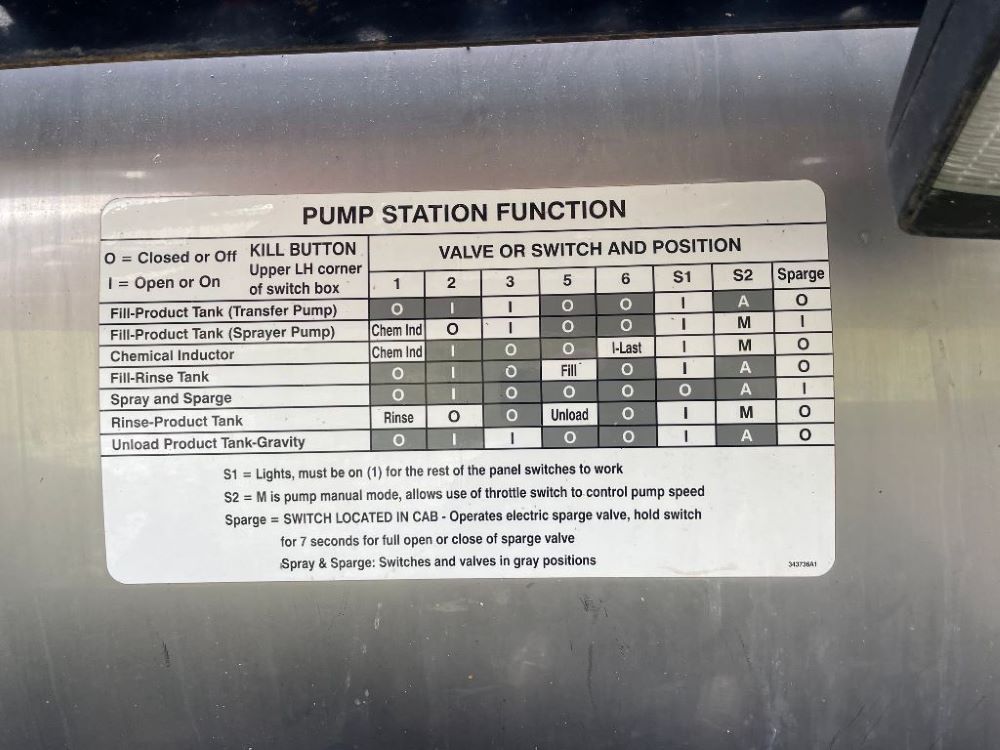 PUMP STATION FUNCTION
O = Closed or Off KILL BUTTON VALVE OR SWITCH AND POSITION
I = Open or On Upper LH corner
of switch box 1 2 3 5 6 S1 S2 Sparge
Fill-Product Tank (Transfer Pump) O I I O O I A O
Fill-Product Tank (Sprayer Pump) Chem Ind O I O O I M I
Chemical Inductor Chem Ind I O O I-Last I M O
Fill-Rinse Tank O I O Fill O I A O
Spray and Sparge O I O O O O A I
Rinse-Product Tank Rinse O O Unload O I M O
Unload Product Tank-Gravity O I I O O I A O
S1 = Lights, must be on (1) for the rest of the panel switches to work
S2 = M is pump manual mode, allows use of throttle switch to control pump speed
Sparge = SWITCH LOCATED IN CAB - Operates electric sparge valve, hold switch
for 7 seconds for full open or close of sparge valve
Spray & Sparge: Switches and valves in gray positions
343736A1